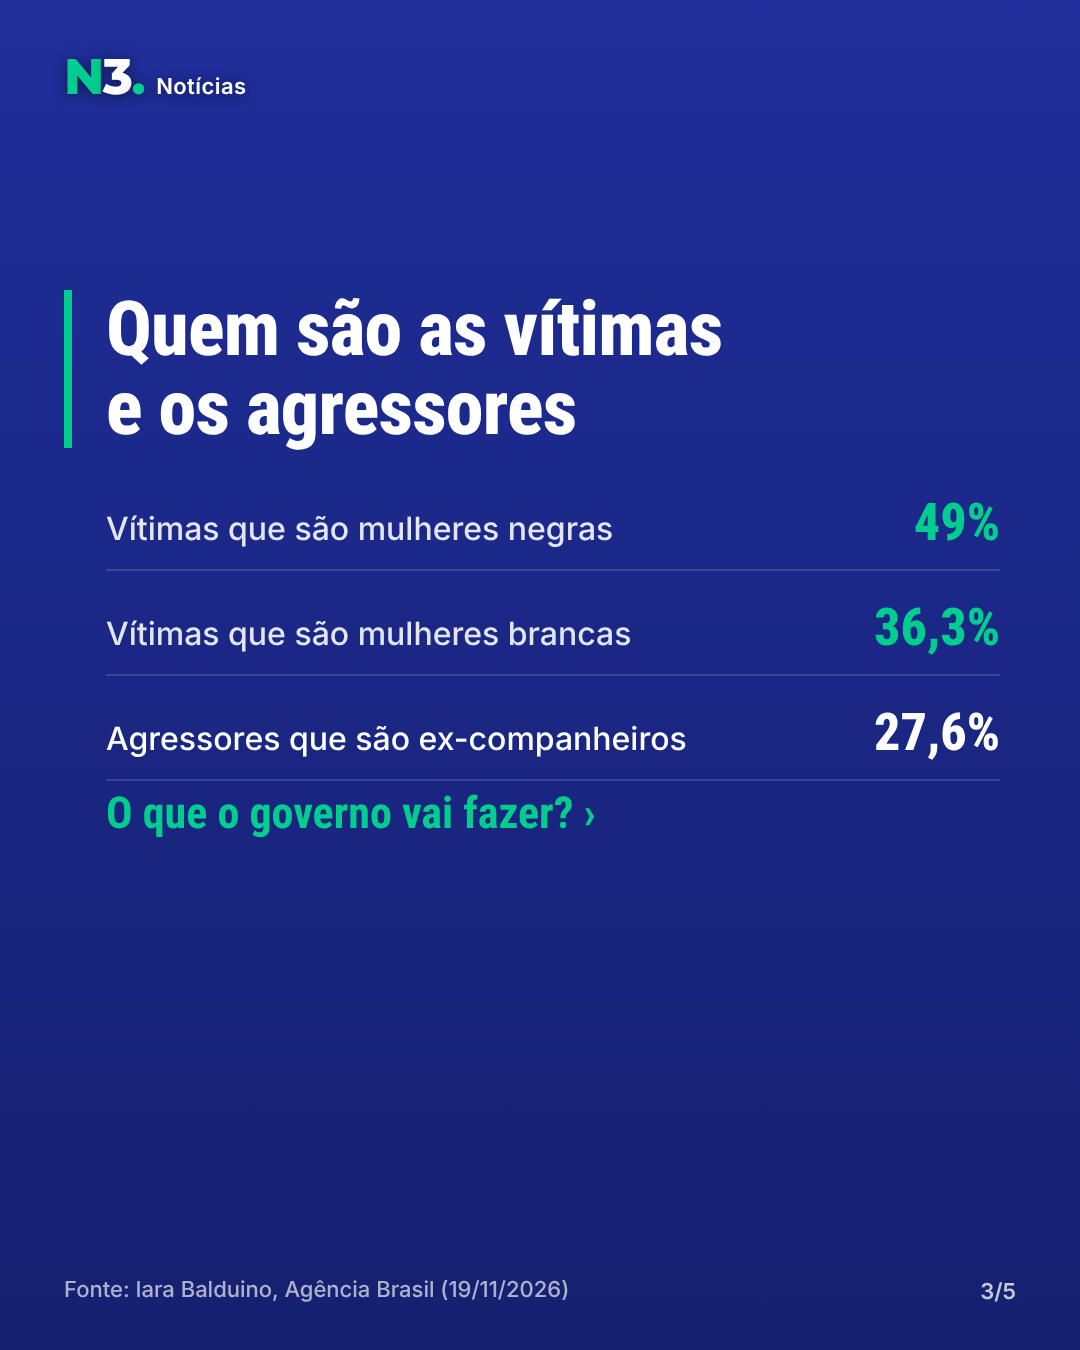 N3. Notícias
Quem são as vítimas
e os agressores
Vítimas que são mulheres negras 49%
Vítimas que são mulheres brancas 36,3%
Agressores que são ex-companheiros 27,6%
O que o governo vai fazer? ›
Fonte: Iara Balduino, Agência Brasil (19/11/2026)
3/5